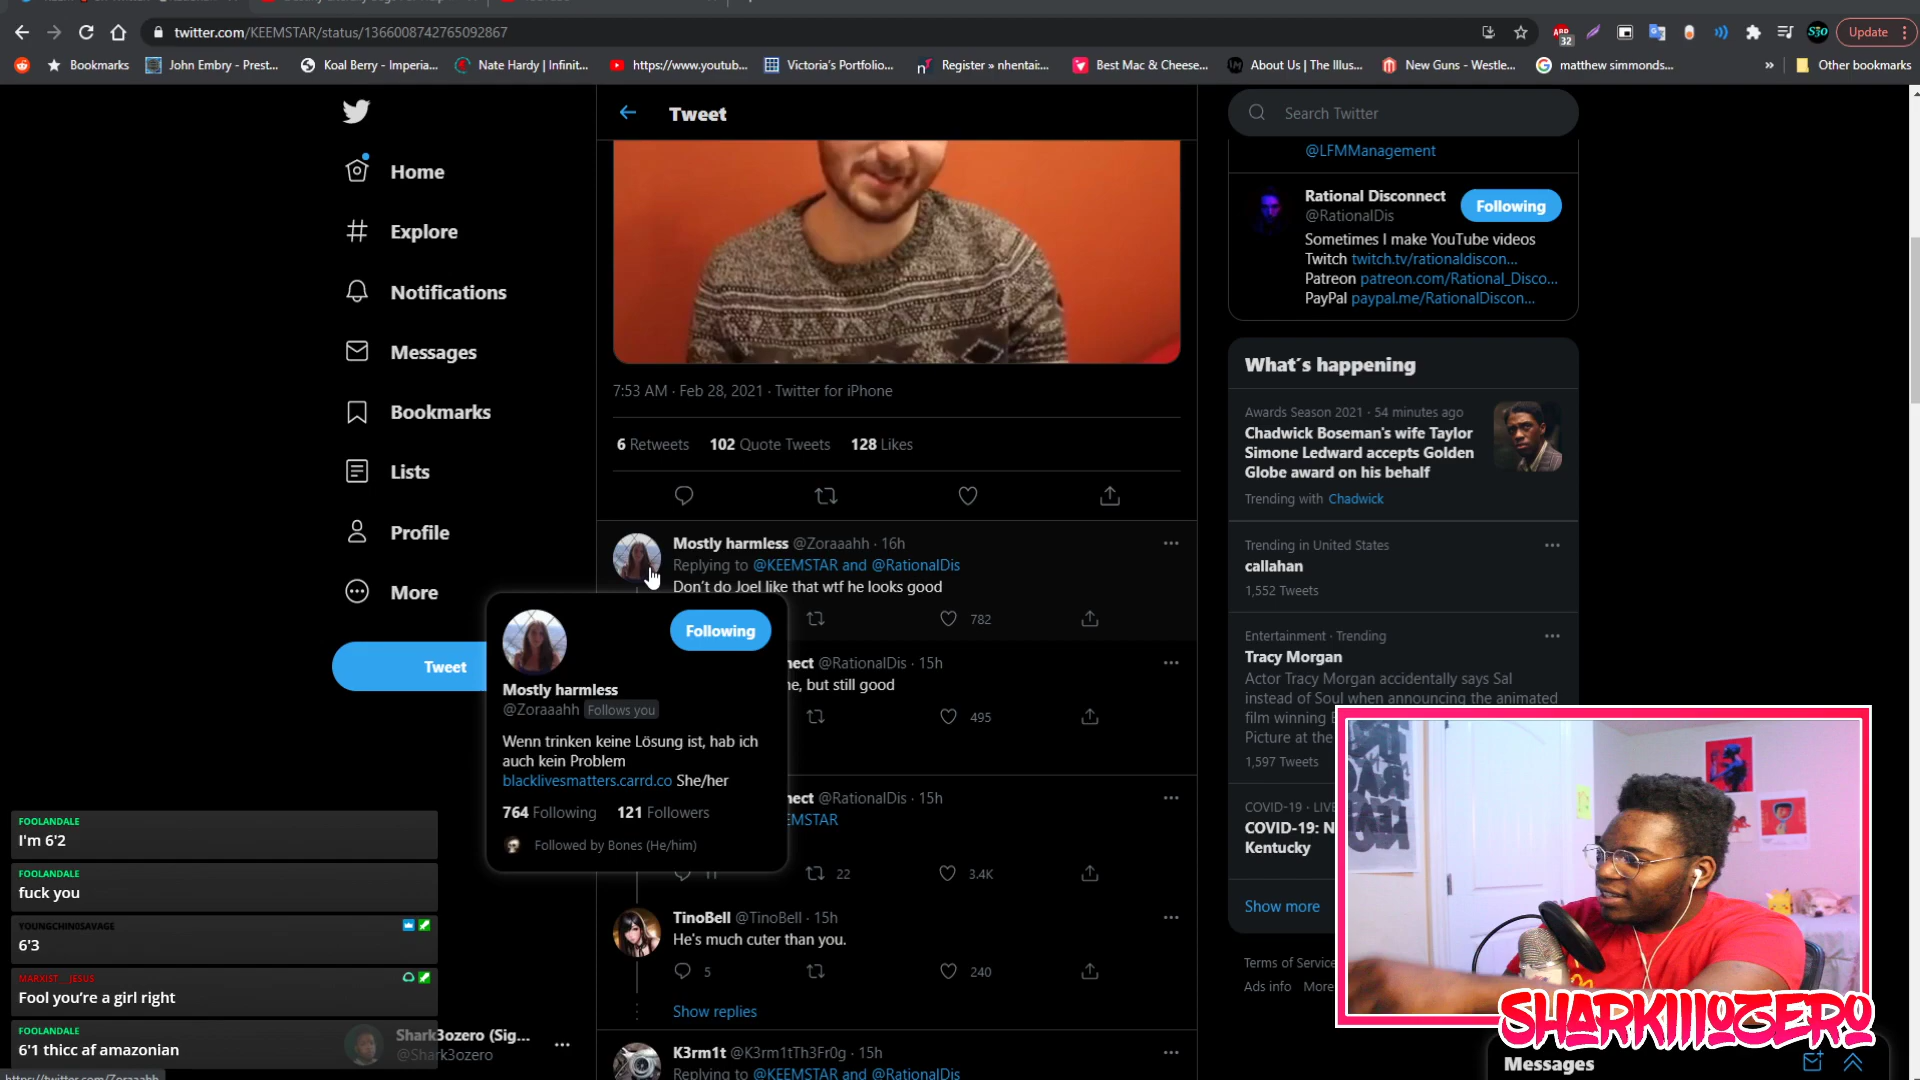 twitter.com/KEEMSTAR/status/1366008742765092867
32
S3O
Update
Bookmarks
John Embry - Prest...
Koal Berry - Imperia...
Nate Hardy | Infinit...
https://www.youtub...
Victoria's Portfolio...
Register » nhentai:...
Best Mac & Cheese...
About Us | The Illus...
New Guns - Westle...
matthew simmonds...
»
Other bookmarks
Home
Explore
Notifications
Messages
Bookmarks
Lists
Profile
More
Tweet
Tweet
7:53 AM · Feb 28, 2021 · Twitter for iPhone
6 Retweets 102 Quote Tweets 128 Likes
Mostly harmless @Zoraaahh · 16h
Replying to @KEEMSTAR and @RationalDis
Don't do Joel like that wtf he looks good
782
@RationalDis · 15h
but still good
495
@RationalDis · 15h
11 22 3.4K
TinoBell @TinoBell · 15h
He's much cuter than you.
5 240
Show replies
K3rm1t @K3rm1tTh3Fr0g · 15h
Replying to @KEEMSTAR and @RationalDis
Following
Mostly harmless
@Zoraaahh Follows you
Wenn trinken keine Lösung ist, hab ich
auch kein Problem
blacklivesmatters.carrd.co She/her
764 Following 121 Followers
Followed by Bones (He/him)
Search Twitter
@LFMManagement
Rational Disconnect
@RationalDis
Following
Sometimes I make YouTube videos
Twitch twitch.tv/rationaldiscon...
Patreon patreon.com/Rational_Disco...
PayPal paypal.me/RationalDiscon...
What's happening
Awards Season 2021 · 54 minutes ago
Chadwick Boseman's wife Taylor
Simone Ledward accepts Golden
Globe award on his behalf
Trending with Chadwick
Trending in United States
callahan
1,552 Tweets
Entertainment · Trending
Tracy Morgan
Actor Tracy Morgan accidentally says Sal
instead of Soul when announcing the animated
film winning
Picture at the
1,597 Tweets
COVID-19 · LIVE
COVID-19: N
Kentucky
Show more
Terms of Service
Ads info More
FOOLANDALE
I'm 6'2
FOOLANDALE
fuck you
YOUNGCHIN0SAVAGE
6'3
MARXIST__JESUS
Fool you're a girl right
FOOLANDALE
6'1 thicc af amazonian
Shark3ozero (Sig...
@Shark3ozero
https://twitter.com/Zoraaahh
SHARKIIIOZERO
Messages